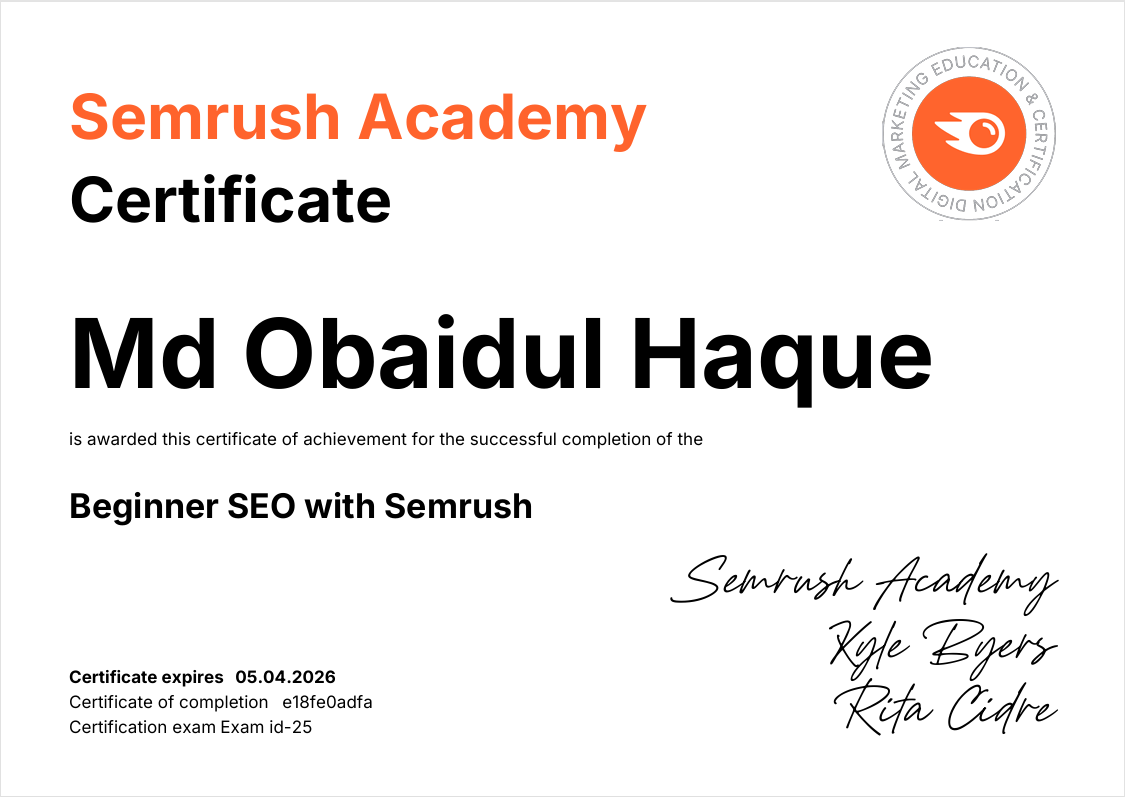 Semrush Academy
Certificate
DIGITAL MARKETING EDUCATION & CERTIFICATION
Md Obaidul Haque
is awarded this certificate of achievement for the successful completion of the
Beginner SEO with Semrush
Semrush Academy
Kyle Byers
Rita Cidre
Certificate expires 05.04.2026
Certificate of completion e18fe0adfa
Certification exam Exam id-25